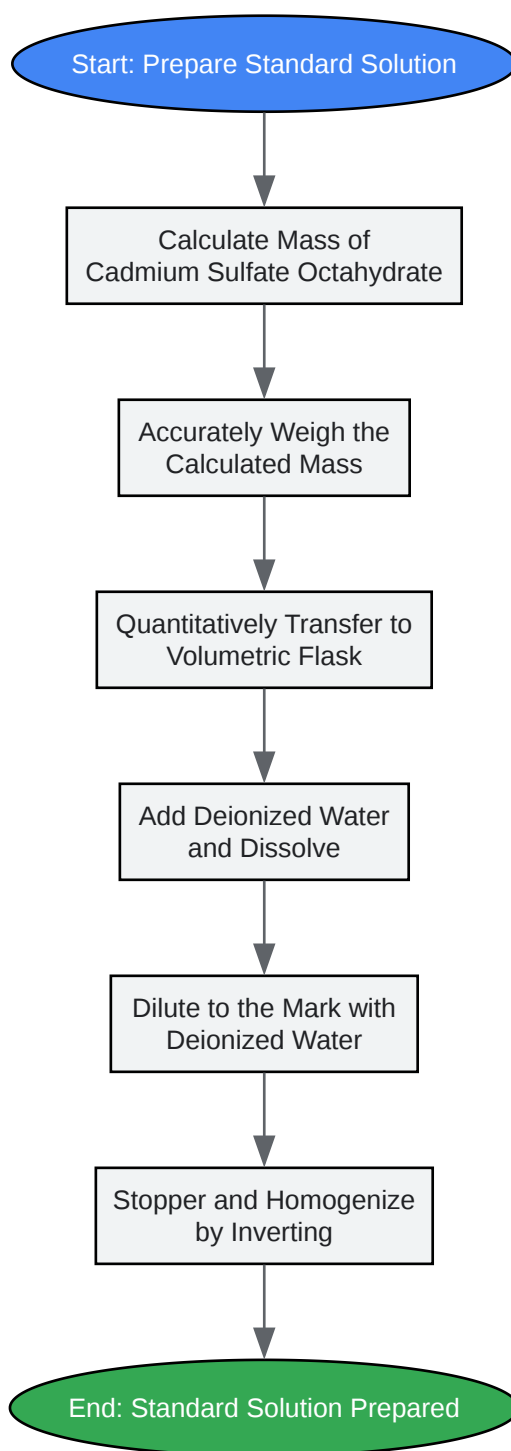 Start: Prepare Standard Solution
Calculate Mass of
Cadmium Sulfate Octahydrate
Accurately Weigh the
Calculated Mass
Quantitatively Transfer to
Volumetric Flask
Add Deionized Water
and Dissolve
Dilute to the Mark with
Deionized Water
Stopper and Homogenize
by Inverting
End: Standard Solution Prepared